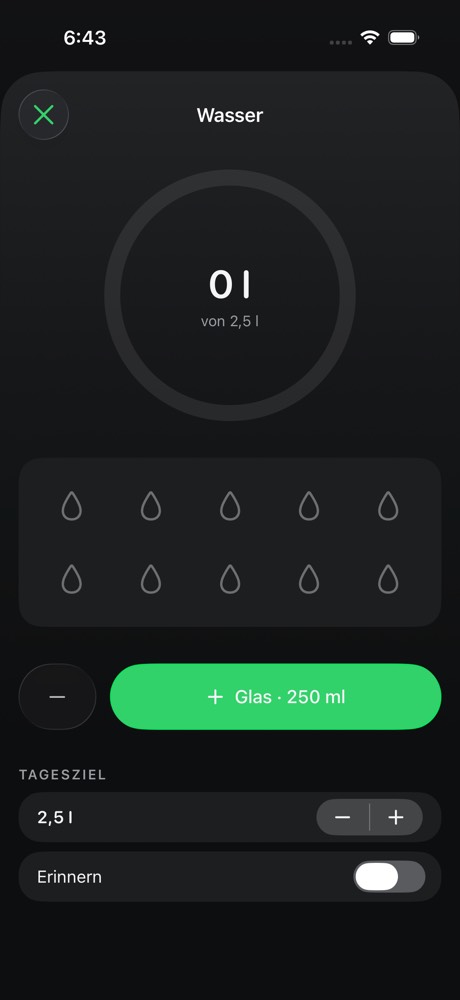 6:43
Wasser
0 l
von 2,5 l
+ Glas · 250 ml
TAGESZIEL
2,5 l
Erinnern